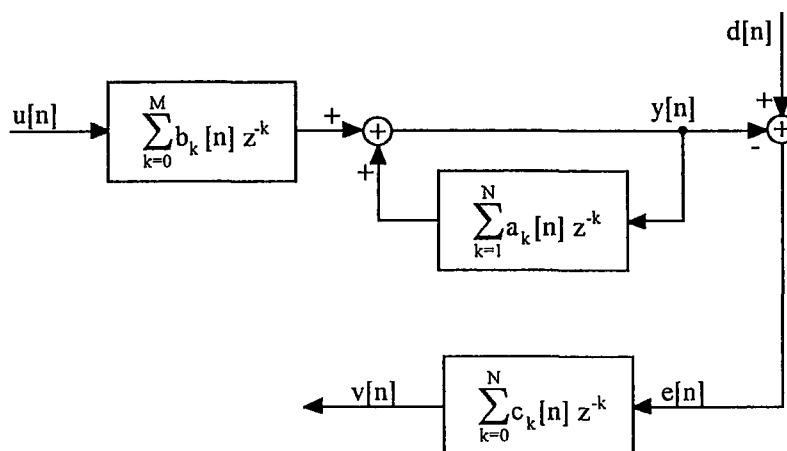 d[n]
u[n]
M
∑ b_k [n] z^-k
k=0
+
+
y[n]
+
-
+
+
+
N
∑ a_k [n] z^-k
k=1
v[n]
N
∑ c_k [n] z^-k
k=0
e[n]